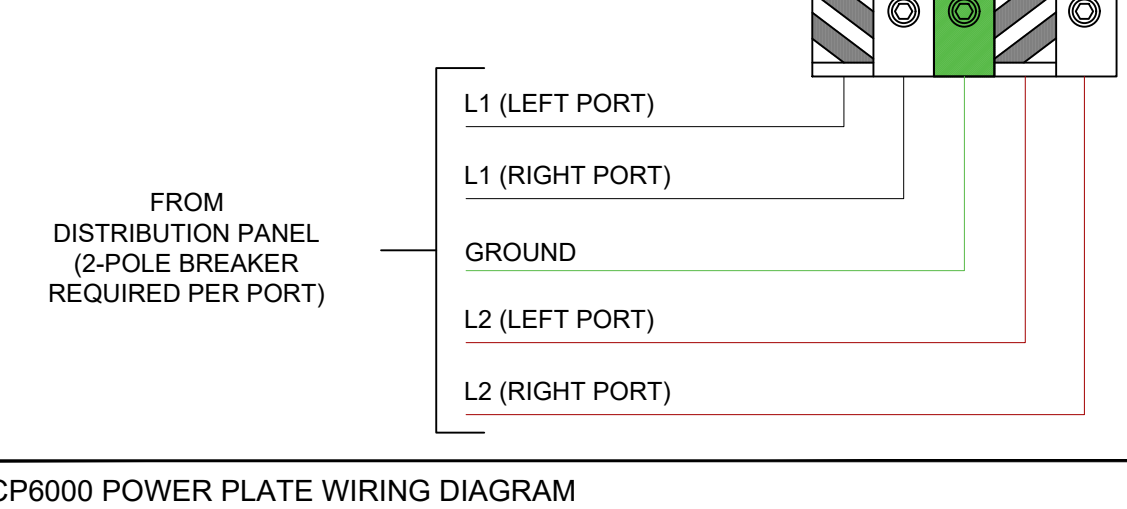 L1 (LEFT PORT)
L1 (RIGHT PORT)
FROM
DISTRIBUTION PANEL
(2-POLE BREAKER
REQUIRED PER PORT)
GROUND
L2 (LEFT PORT)
L2 (RIGHT PORT)
CP6000 POWER PLATE WIRING DIAGRAM